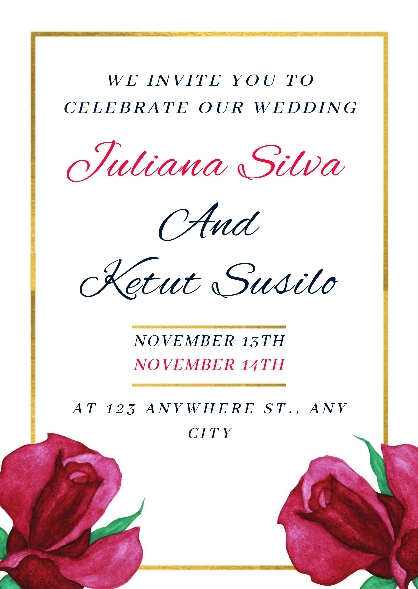 WE INVITE YOU TO
CELEBRATE OUR WEDDING
Juliana Silva
And
Ketut Susilo
NOVEMBER 13TH
NOVEMBER 14TH
AT 123 ANYWHERE ST., ANY
CITY